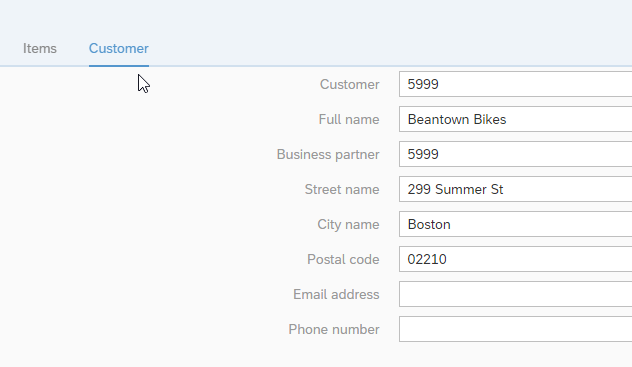 Items Customer
Customer 5999
Full name Beantown Bikes
Business partner 5999
Street name 299 Summer St
City name Boston
Postal code 02210
Email address
Phone number